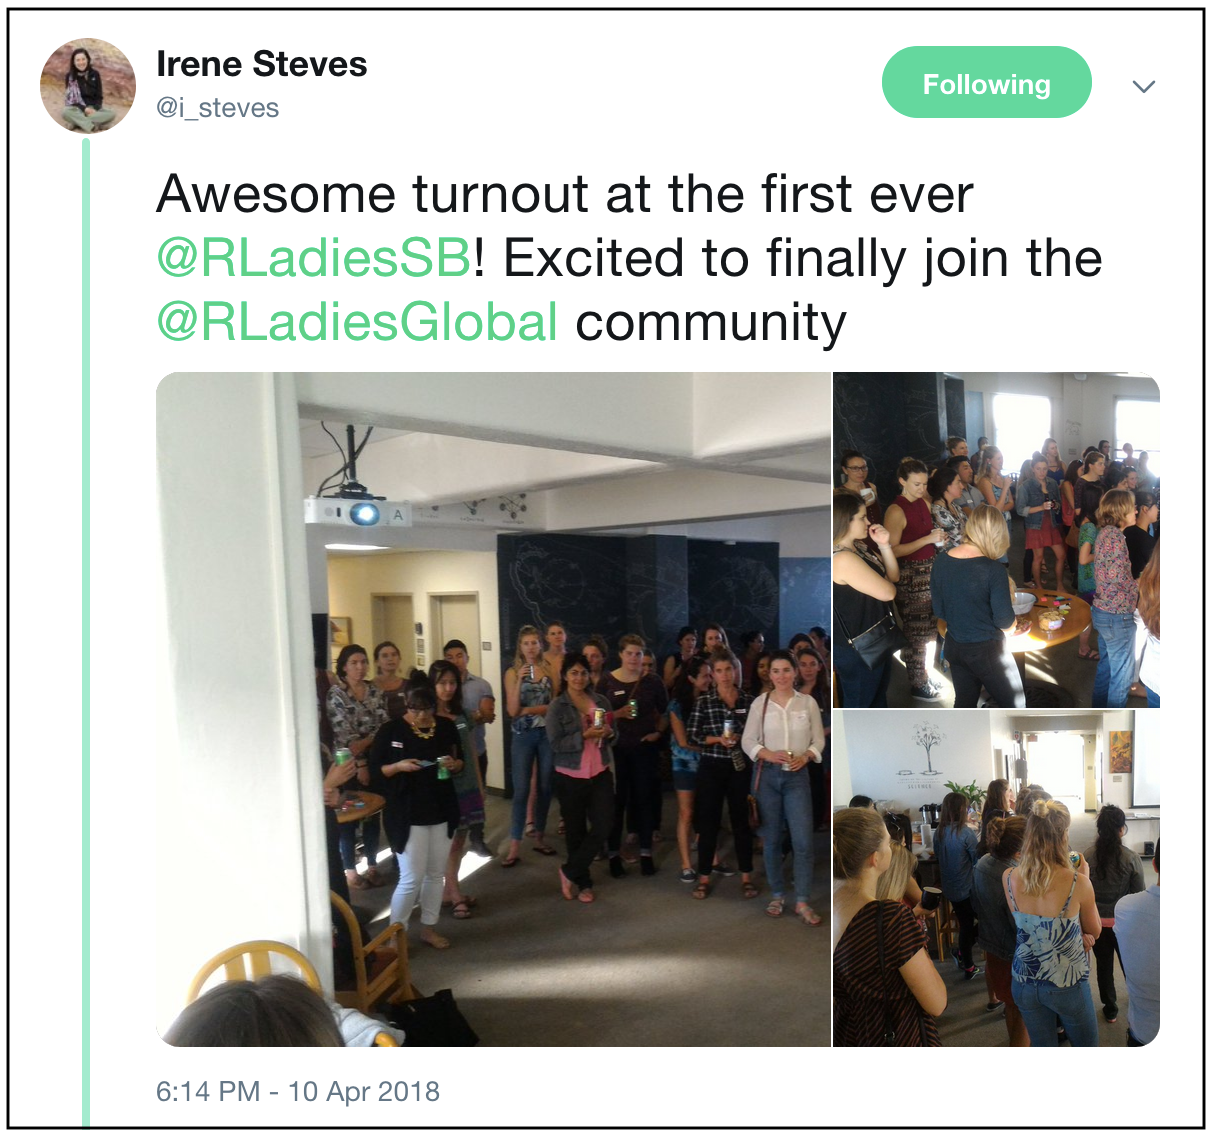 Irene Steves
@i_steves
Following
Awesome turnout at the first ever
@RLadiesSB! Excited to finally join the
@RLadiesGlobal community
A
6:14 PM - 10 Apr 2018